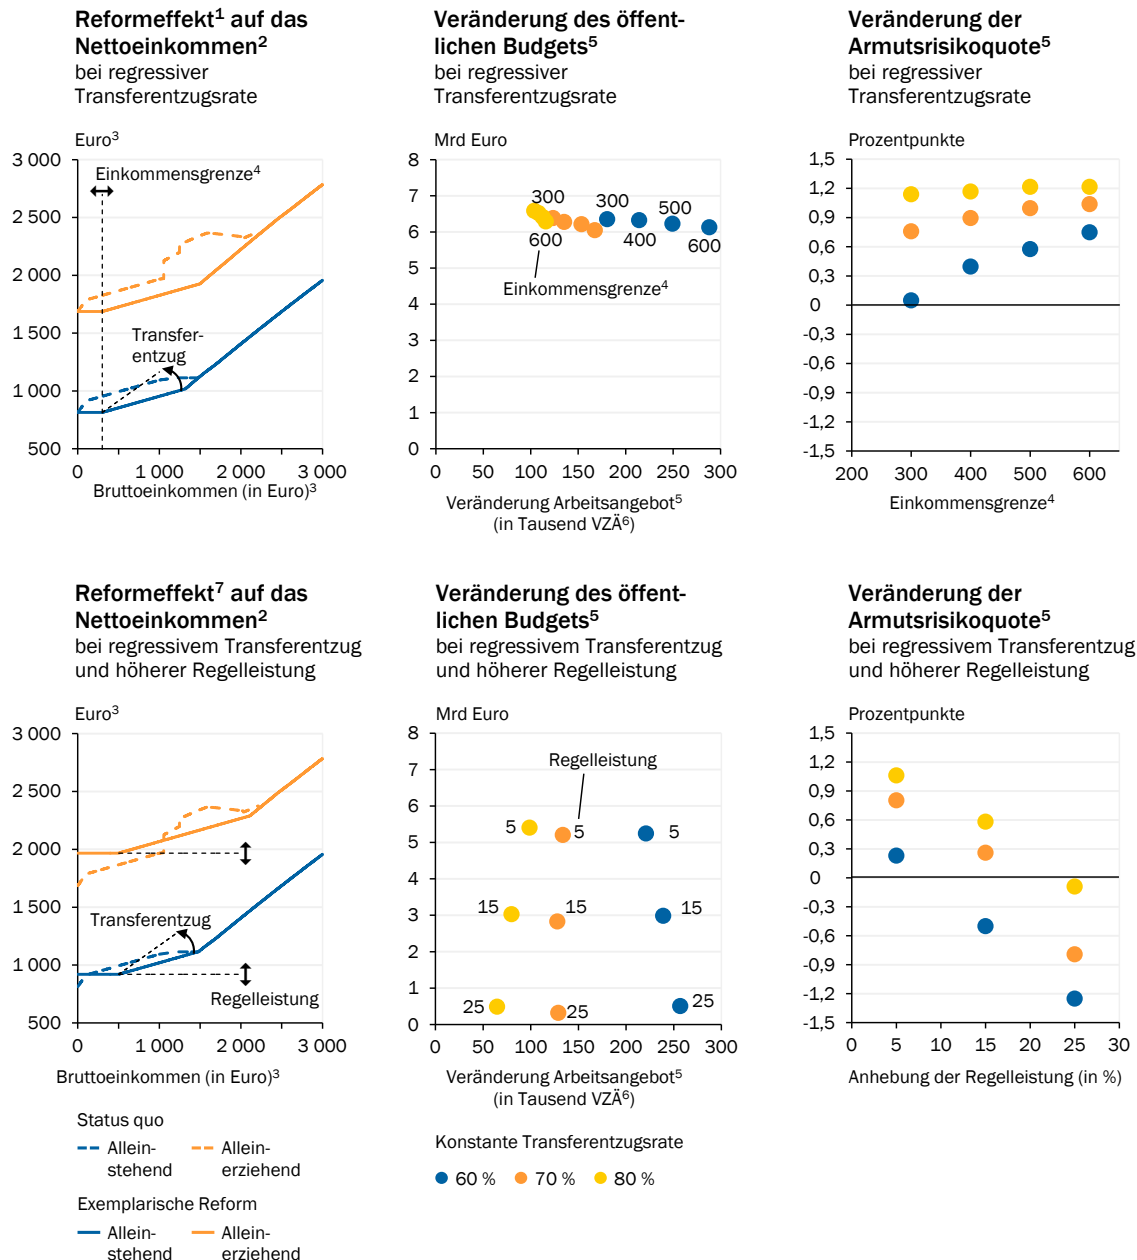 Reformeffekt¹ auf das
Nettoeinkommen²
bei regressiver
Transferentzugsrate
Euro³
3 000
2 500
2 000
1 500
1 000
500
Einkommensgrenze⁴
Transfer-
entzug
0 1 000 2 000 3 000
Bruttoeinkommen (in Euro)³
Veränderung des öffent-
lichen Budgets⁵
bei regressiver
Transferentzugsrate
Mrd Euro
8
7
6
5
4
3
2
1
0
300 300 500
600 400 600
Einkommensgrenze⁴
0 50 100 150 200 250 300
Veränderung Arbeitsangebot⁵
(in Tausend VZÄ⁶)
Veränderung der
Armutsrisikoquote⁵
bei regressiver
Transferentzugsrate
Prozentpunkte
1,5
1,2
0,9
0,6
0,3
0
-0,3
-0,6
-0,9
-1,2
-1,5
200 300 400 500 600
Einkommensgrenze⁴
Reformeffekt⁷ auf das
Nettoeinkommen²
bei regressivem Transferentzug
und höherer Regelleistung
Euro³
3 000
2 500
2 000
1 500
1 000
500
Transferentzug
Regelleistung
0 1 000 2 000 3 000
Bruttoeinkommen (in Euro)³
Status quo
Allein-
stehend
Allein-
erziehend
Exemplarische Reform
Allein-
stehend
Allein-
erziehend
Veränderung des öffent-
lichen Budgets⁵
bei regressivem Transferentzug
und höherer Regelleistung
Mrd Euro
8
7
6
5
4
3
2
1
0
Regelleistung
5 5 5
15 15 15
25 25 25
0 50 100 150 200 250 300
Veränderung Arbeitsangebot⁵
(in Tausend VZÄ⁶)
Konstante Transferentzugsrate
60 % 70 % 80 %
Veränderung der
Armutsrisikoquote⁵
bei regressivem Transferentzug
und höherer Regelleistung
Prozentpunkte
1,5
1,2
0,9
0,6
0,3
0
-0,3
-0,6
-0,9
-1,2
-1,5
0 5 10 15 20 25 30
Anhebung der Regelleistung (in %)